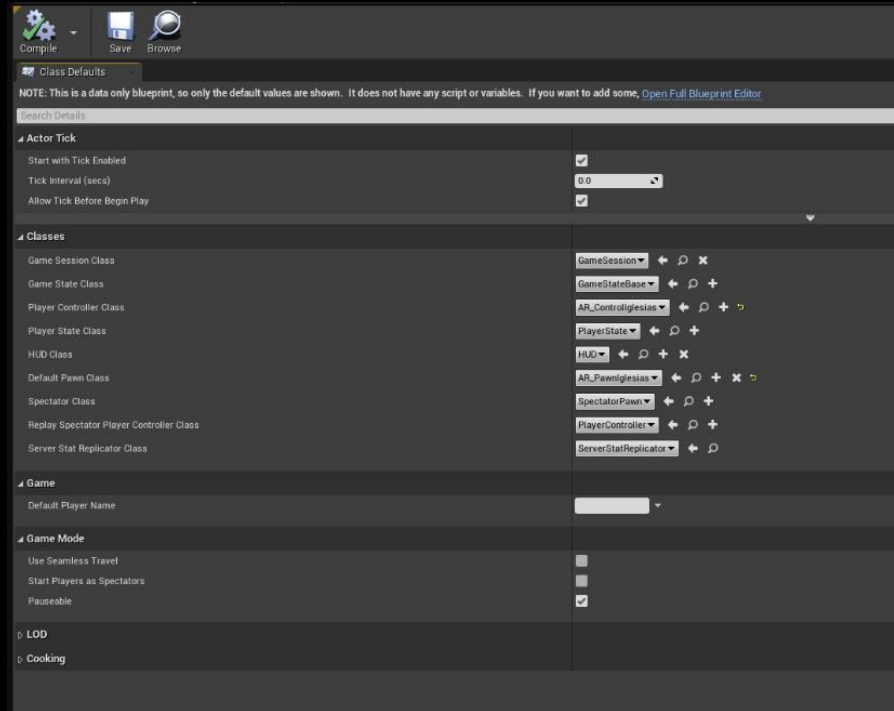 Compile
Save
Browse
Class Defaults
NOTE: This is a data only blueprint, so only the default values are shown.  It does not have any script or variables.  If you want to add some, Open Full Blueprint Editor
Search Details
Actor Tick
Start with Tick Enabled
Tick Interval (secs) 0.0
Allow Tick Before Begin Play
Classes
Game Session Class GameSession
Game State Class GameStateBase
Player Controller Class AR_ControlIglesias
Player State Class PlayerState
HUD Class HUD
Default Pawn Class AR_PawnIglesias
Spectator Class SpectatorPawn
Replay Spectator Player Controller Class PlayerController
Server Stat Replicator Class ServerStatReplicator
Game
Default Player Name
Game Mode
Use Seamless Travel
Start Players as Spectators
Pauseable
LOD
Cooking